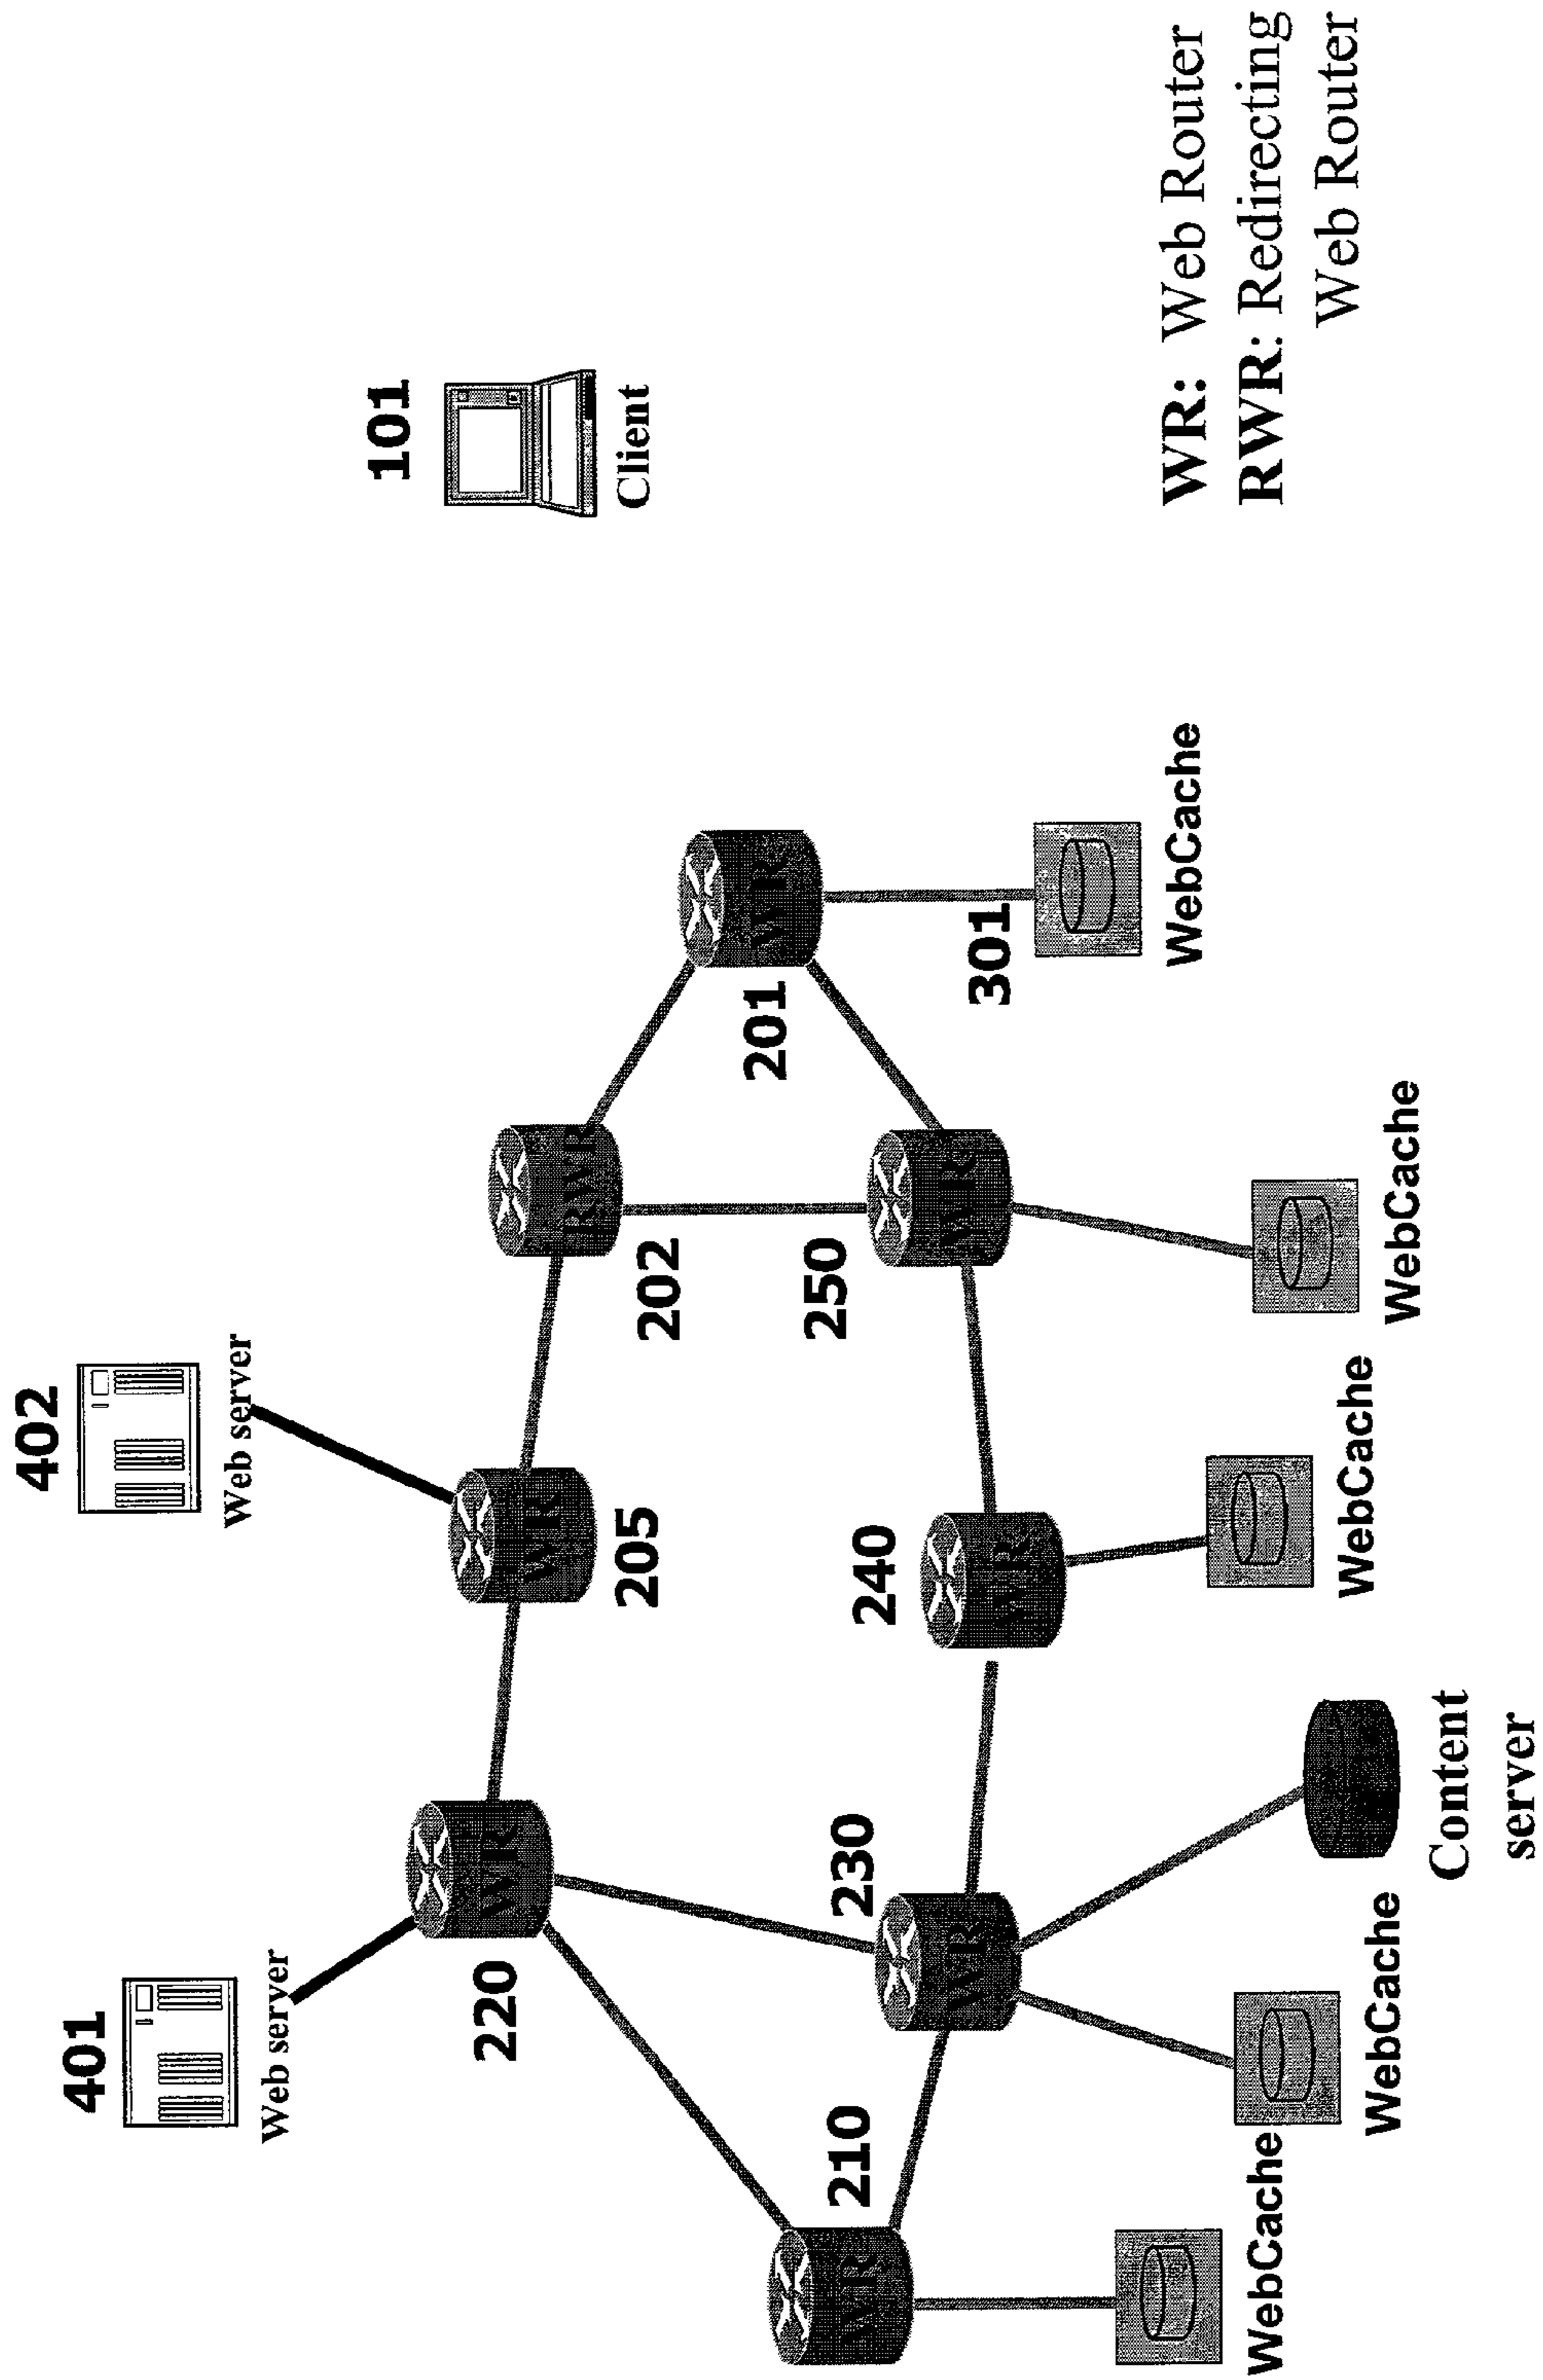 402
401
Web server
Web server
101
220
WR
WR
RWR
Client
205
202
201
WR
250
210
230
WR
240
WR
WR
301
WR
WebCache
WR: Web Router
WebCache
RWR: Redirecting
Web Router
WebCache
WebCache
WebCache
Content
server